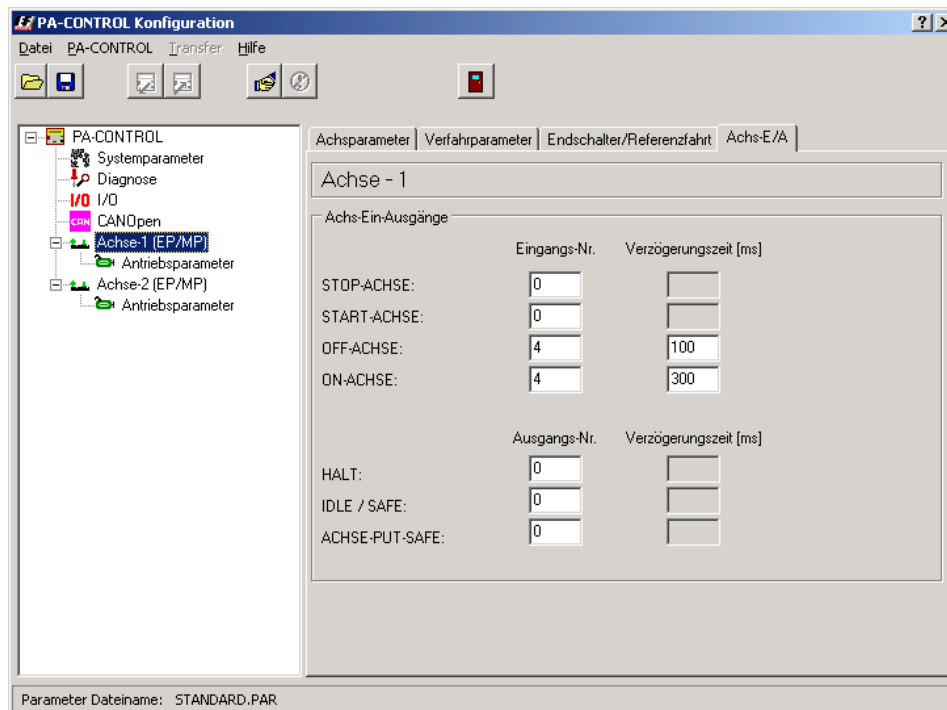 PA-CONTROL Konfiguration
Datei PA-CONTROL Transfer Hilfe
PA-CONTROL
Systemparameter
Diagnose
I/O I/O
CAN CANOpen
Achse-1 (EP/MP)
Antriebsparameter
Achse-2 (EP/MP)
Antriebsparameter
Achsparameter Verfahrparameter Endschalter/Referenzfahrt Achs-E/A
Achse - 1
Achs-Ein-Ausgänge
Eingangs-Nr. Verzögerungszeit [ms]
STOP-ACHSE: 0
START-ACHSE: 0
OFF-ACHSE: 4 100
ON-ACHSE: 4 300
Ausgangs-Nr. Verzögerungszeit [ms]
HALT: 0
IDLE / SAFE: 0
ACHSE-PUT-SAFE: 0
Parameter Dateiname: STANDARD.PAR